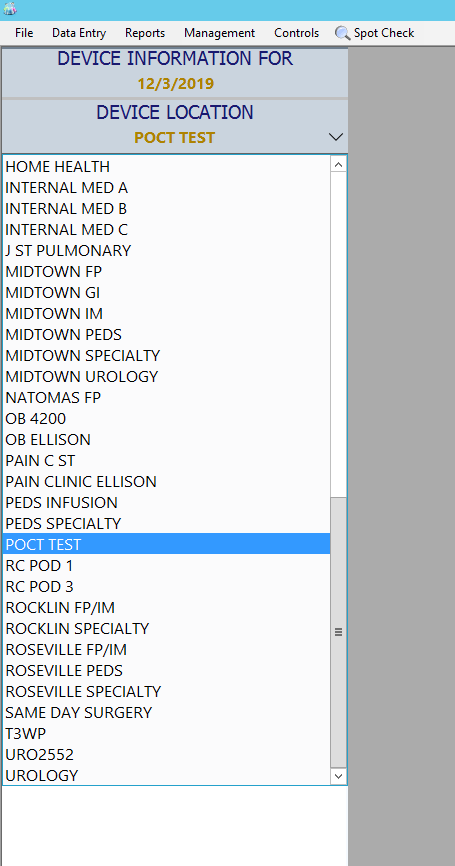 File Data Entry Reports Management Controls Spot Check
DEVICE INFORMATION FOR
12/3/2019
DEVICE LOCATION
POCT TEST
HOME HEALTH
INTERNAL MED A
INTERNAL MED B
INTERNAL MED C
J ST PULMONARY
MIDTOWN FP
MIDTOWN GI
MIDTOWN IM
MIDTOWN PEDS
MIDTOWN SPECIALTY
MIDTOWN UROLOGY
NATOMAS FP
OB 4200
OB ELLISON
PAIN C ST
PAIN CLINIC ELLISON
PEDS INFUSION
PEDS SPECIALTY
POCT TEST
RC POD 1
RC POD 3
ROCKLIN FP/IM
ROCKLIN SPECIALTY
ROSEVILLE FP/IM
ROSEVILLE PEDS
ROSEVILLE SPECIALTY
SAME DAY SURGERY
T3WP
URO2552
UROLOGY